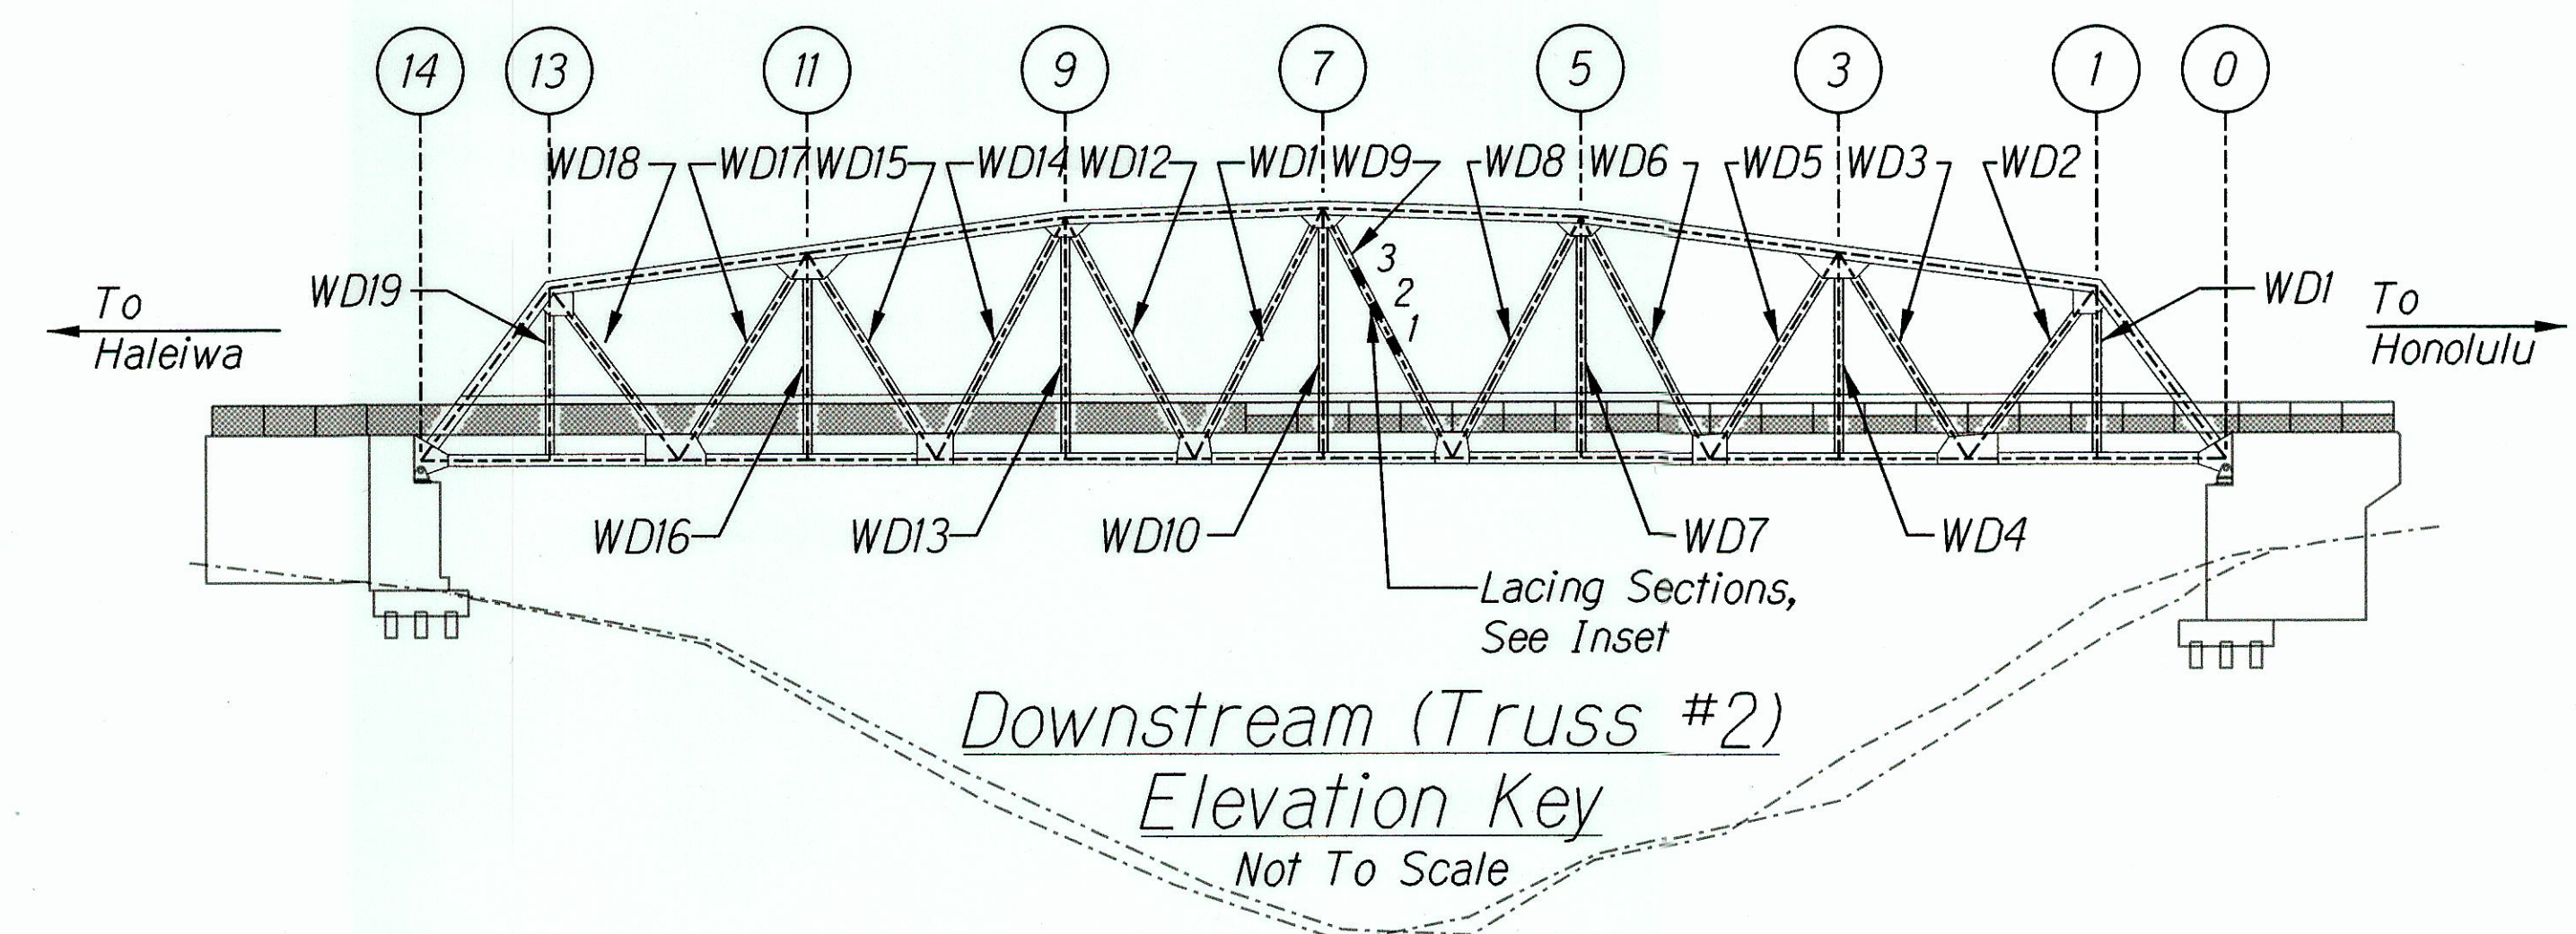 14 13 11 9 7 5 3 1 0
WD18 WD17 WD15 WD14 WD12 WD1 WD9 WD8 WD6 WD5 WD3 WD2
3
2
1
WD19
WD1
To
Haleiwa
To
Honolulu
WD16 WD13 WD10 WD7 WD4
Lacing Sections,
See Inset
Downstream (Truss #2)
Elevation Key
Not To Scale